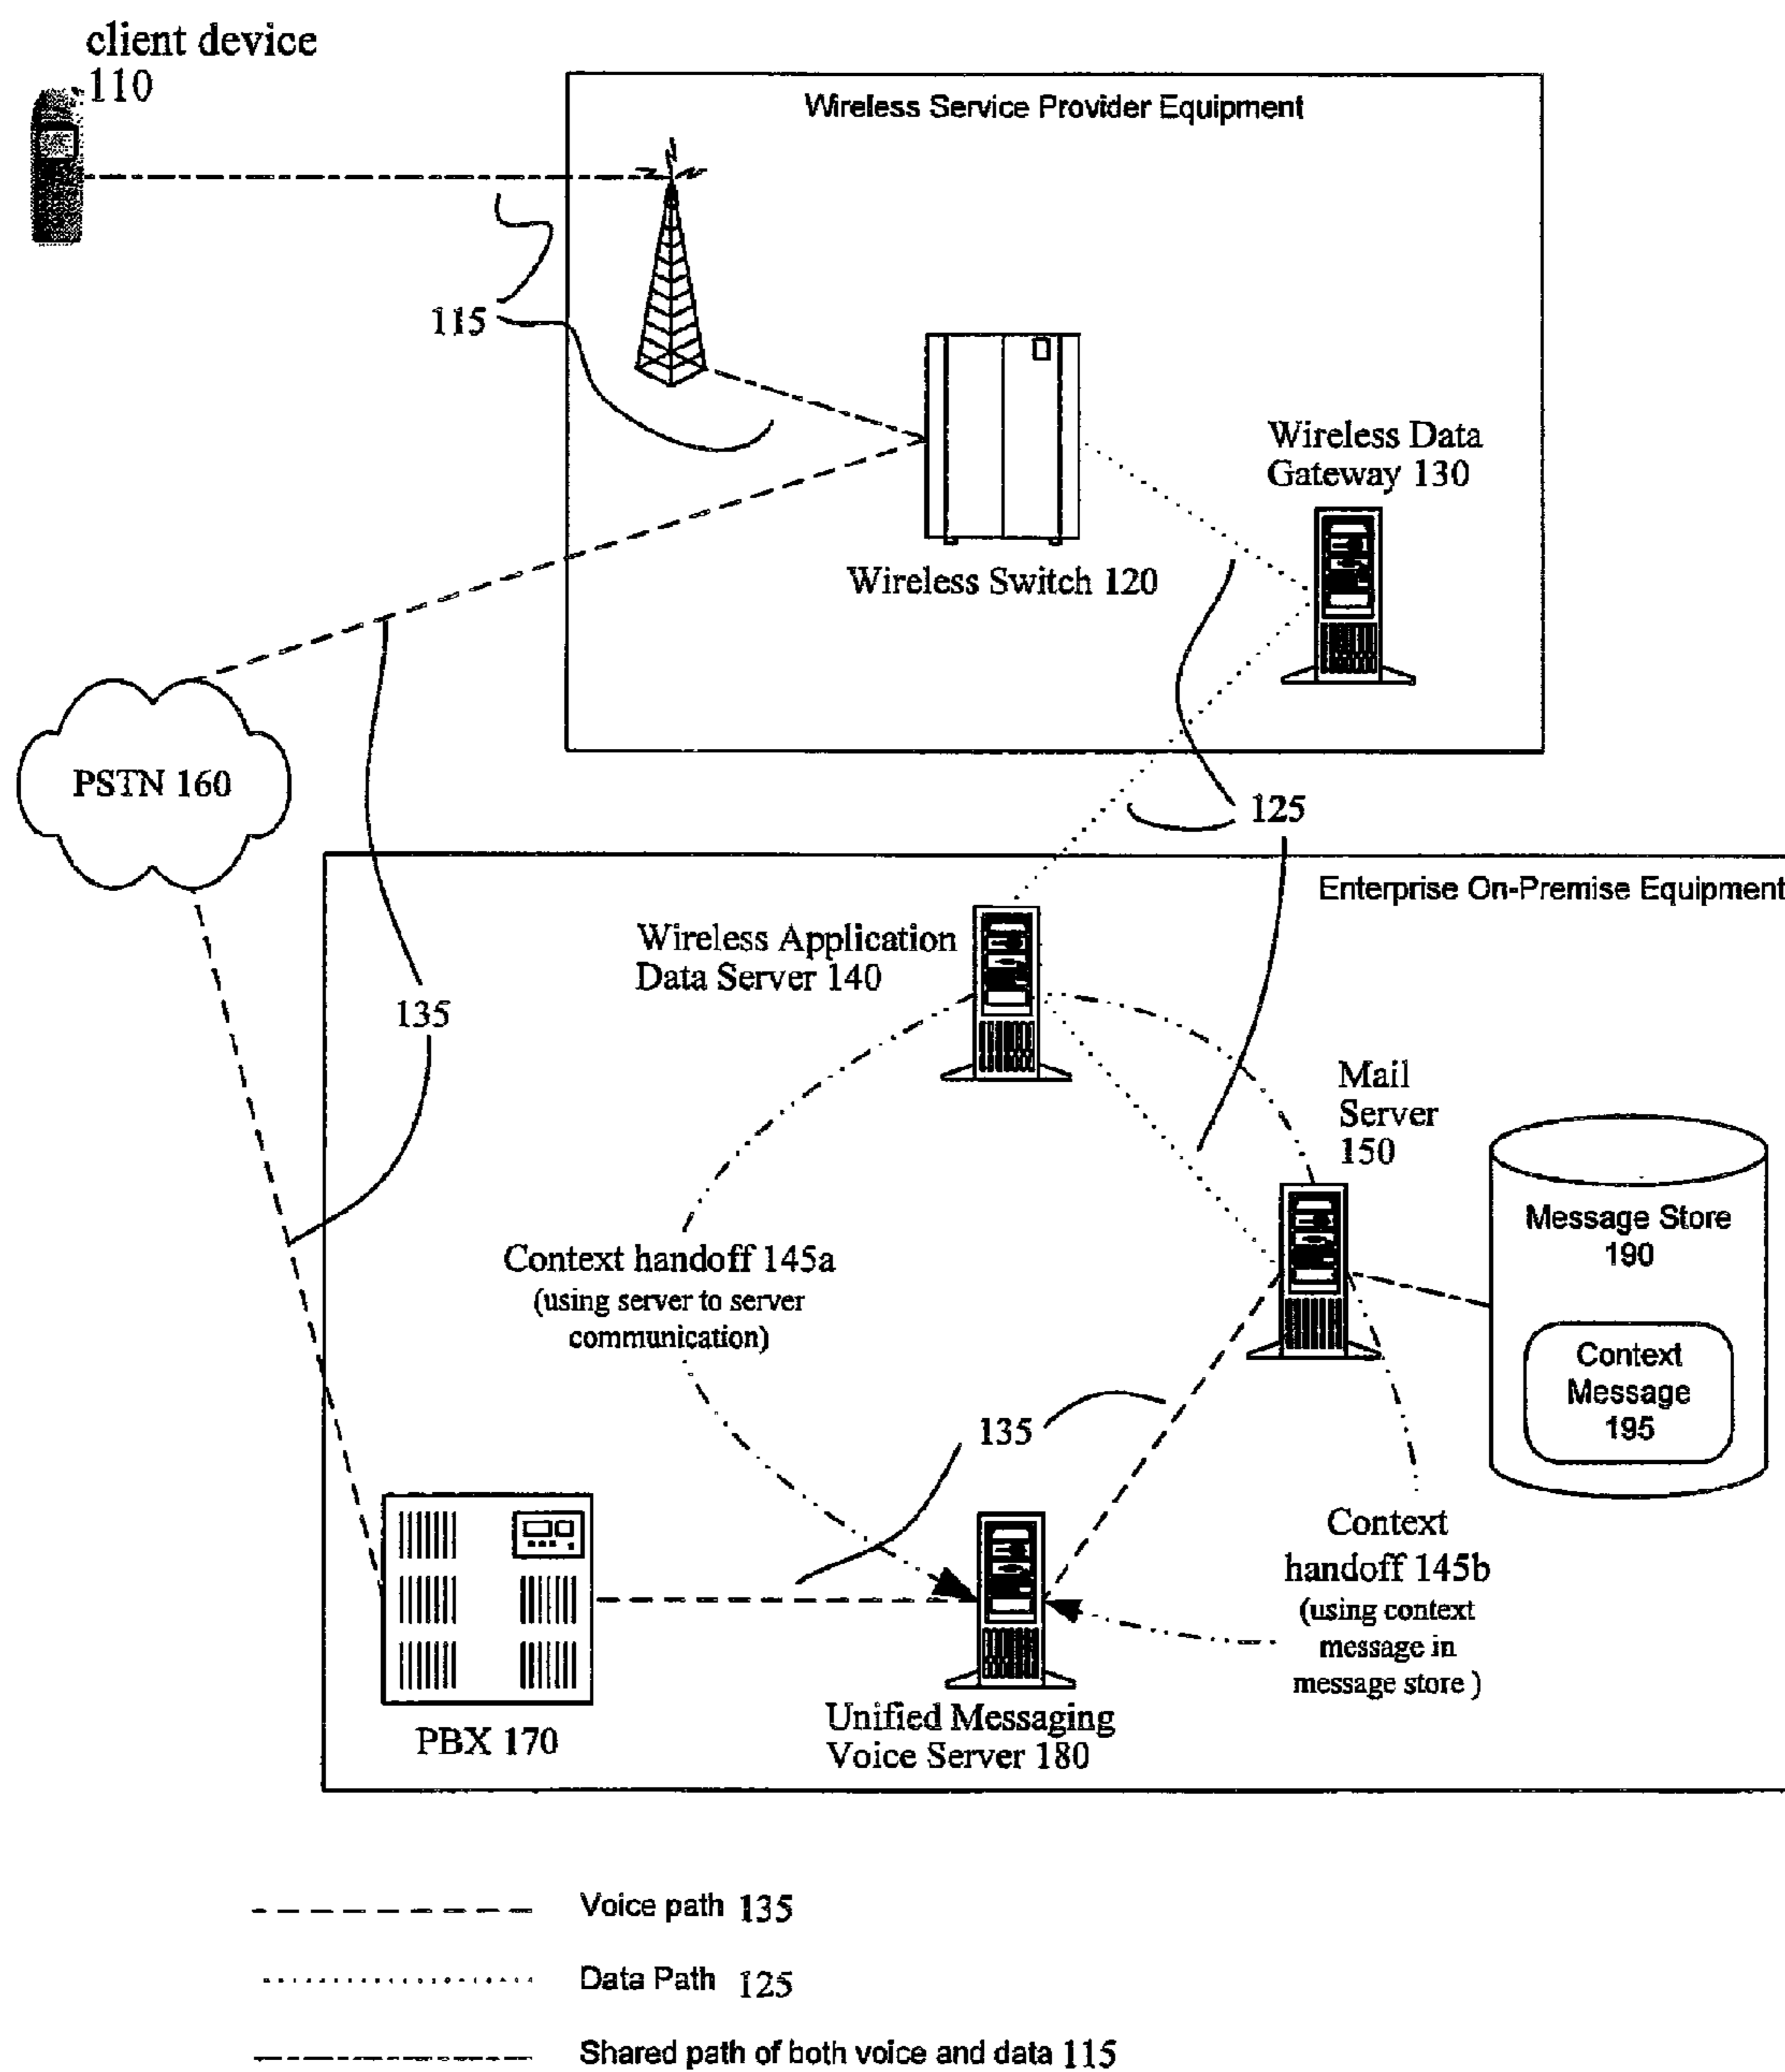 client device
110
Wireless Service Provider Equipment
115
Wireless Data
Gateway 130
Wireless Switch 120
PSTN 160
125
Enterprise On-Premise Equipment
Wireless Application
Data Server 140
135
Mail
Server
150
Message Store
190
Context handoff 145a
(using server to server
communication)
Context
Message
195
135
Context
handoff 145b
(using context
message in
message store )
PBX 170
Unified Messaging
Voice Server 180
Voice path 135
Data Path 125
Shared path of both voice and data 115